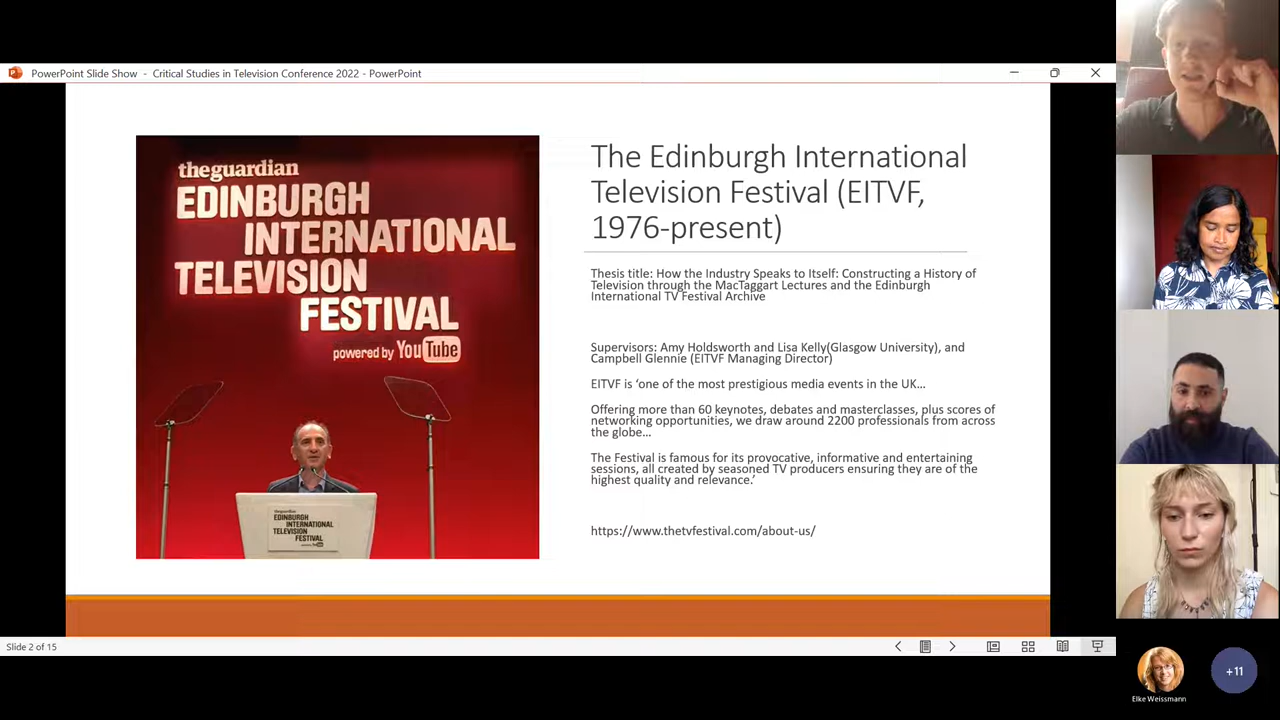 PowerPoint Slide Show - Critical Studies in Television Conference 2022 - PowerPoint
theguardian
EDINBURGH
INTERNATIONAL
TELEVISION
FESTIVAL
powered by YouTube
theguardian
EDINBURGH
INTERNATIONAL
TELEVISION
FESTIVAL
The Edinburgh International
Television Festival (EITVF,
1976-present)
Thesis title: How the Industry Speaks to Itself: Constructing a History of
Television through the MacTaggart Lectures and the Edinburgh
International TV Festival Archive
Supervisors: Amy Holdsworth and Lisa Kelly(Glasgow University), and
Campbell Glennie (EITVF Managing Director)
EITVF is ‘one of the most prestigious media events in the UK…
Offering more than 60 keynotes, debates and masterclasses, plus scores of
networking opportunities, we draw around 2200 professionals from across
the globe…
The Festival is famous for its provocative, informative and entertaining
sessions, all created by seasoned TV producers ensuring they are of the
highest quality and relevance.’
https://www.thetvfestival.com/about-us/
Slide 2 of 15
Elke Weissmann
+11